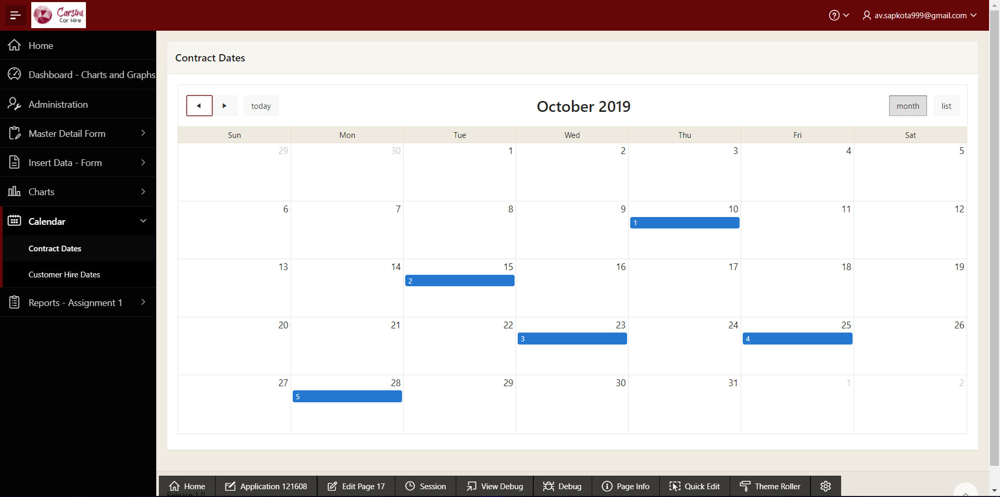 Cars4u
Car Hire
av.sapkota999@gmail.com
Home
Dashboard - Charts and Graphs
Administration
Master Detail Form
Insert Data - Form
Charts
Calendar
Contract Dates
Customer Hire Dates
Reports - Assignment 1
Contract Dates
today
October 2019
month list
Sun Mon Tue Wed Thu Fri Sat
29 30 1 2 3 4 5
6 7 8 9 10 11 12
1
13 14 15 16 17 18 19
2
20 21 22 23 24 25 26
3 4
27 28 29 30 31 1 2
5
Home Application 121608 Edit Page 17 Session View Debug Debug Page Info Quick Edit Theme Roller
Release 1.0